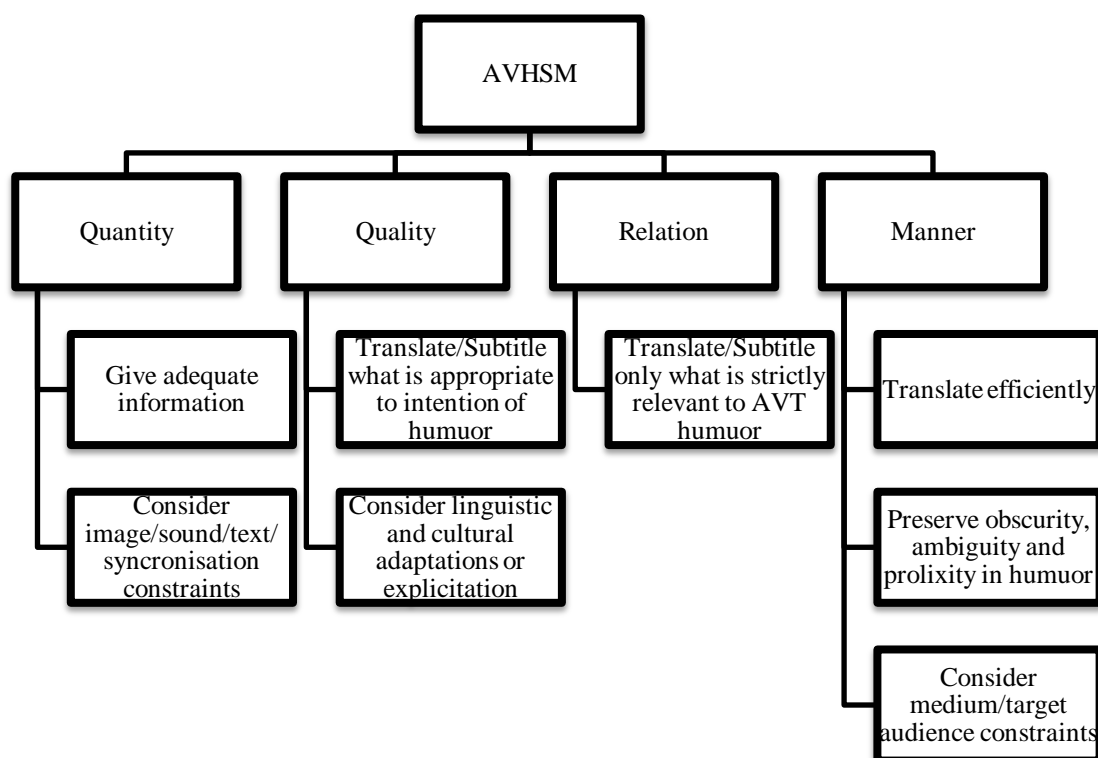 AVHSM
Quantity
Quality
Relation
Manner
Give adequate
information
Translate/Subtitle
what is appropriate
to intention of
humuor
Translate/Subtitle
only what is strictly
relevant to AVT
humuor
Translate efficiently
Consider
image/sound/text/
syncronisation
constraints
Consider linguistic
and cultural
adaptations or
explicitation
Preserve obscurity,
ambiguity and
prolixity in humuor
Consider
medium/target
audience constraints